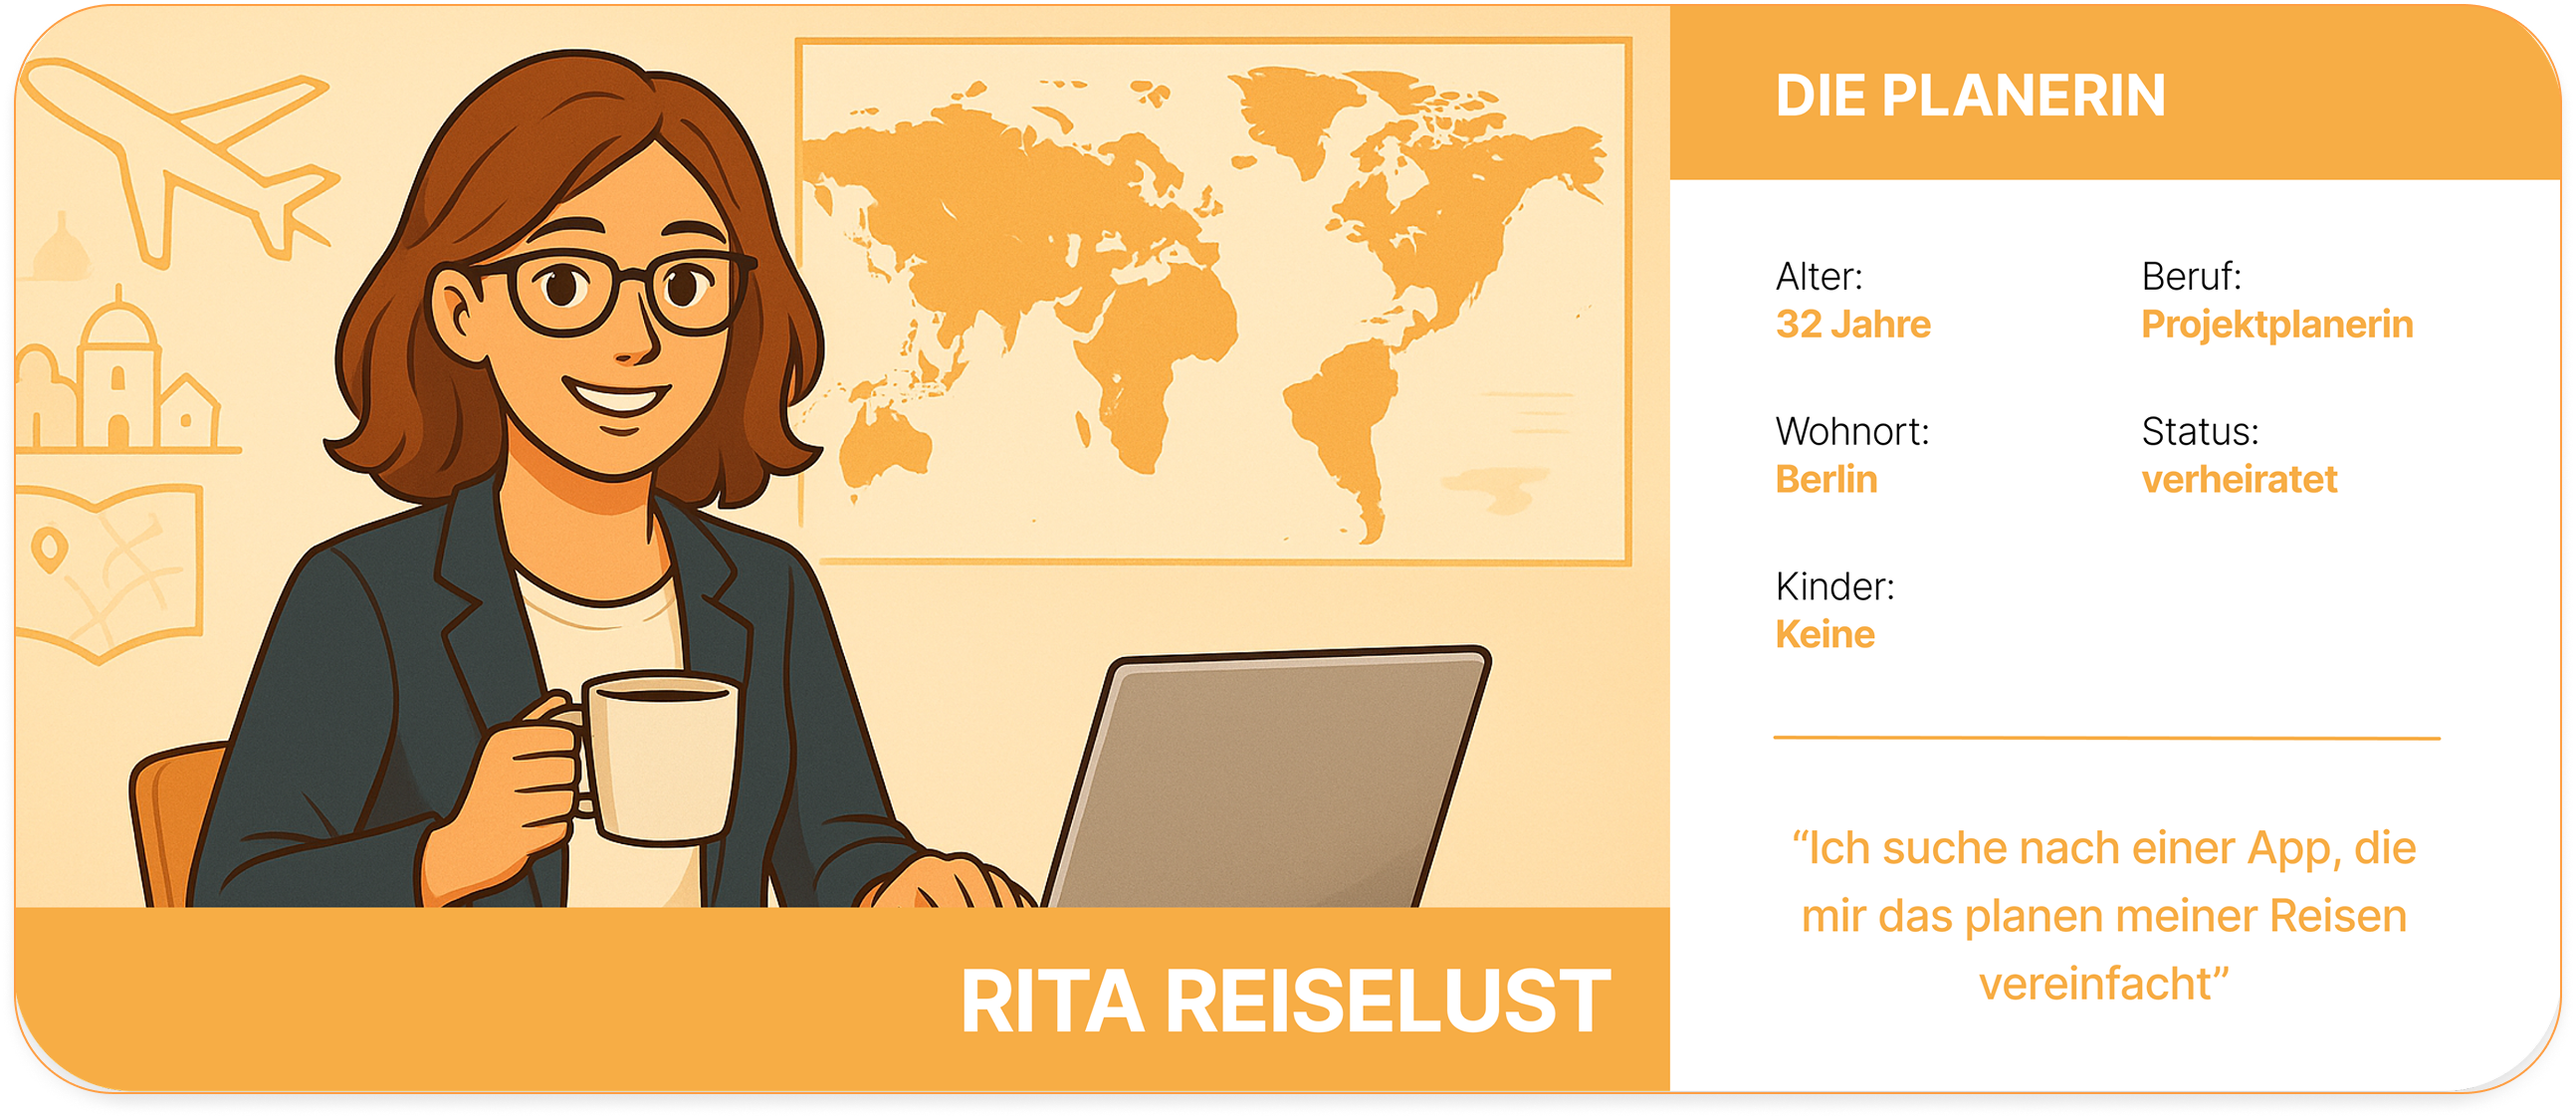 RITA REISELUST
DIE PLANERIN
Alter:
32 Jahre
Beruf:
Projektplanerin
Wohnort:
Berlin
Status:
verheiratet
Kinder:
Keine
“Ich suche nach einer App, die
mir das planen meiner Reisen
vereinfacht”